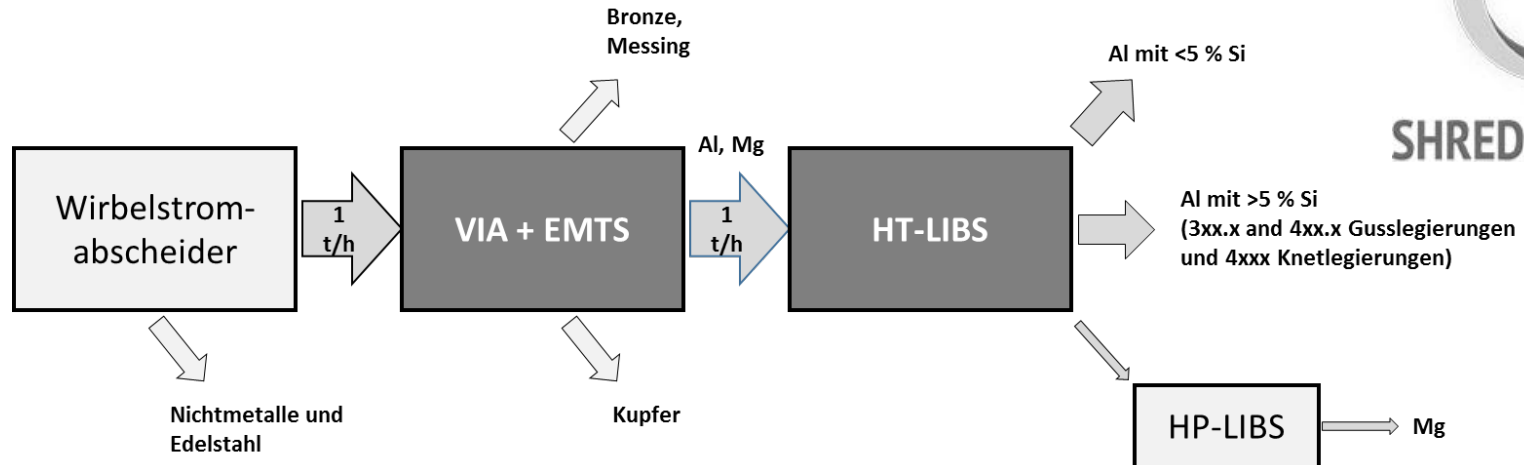 Bronze,
Messing
Al mit <5 % Si
SHRED
Wirbelstrom-
abscheider
1
t/h
VIA + EMTS
Al, Mg
1
t/h
HT-LIBS
Al mit >5 % Si
(3xx.x and 4xx.x Gusslegierungen
und 4xxx Knetlegierungen)
Nichtmetalle und
Edelstahl
Kupfer
HP-LIBS
Mg